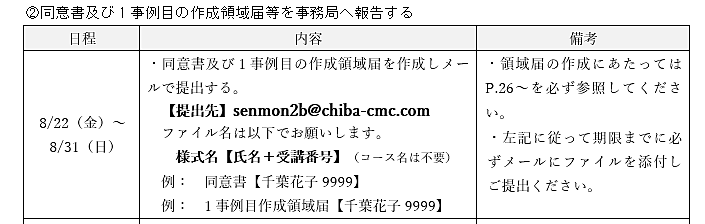 ②同意書及び１事例目の作成領域届等を事務局へ報告する
日程
内容
備考
8/22（金）～
8/31（日）
・同意書及び１事例目の作成領域届を作成しメー
ルで提出する。
【提出先】senmon2b@chiba-cmc.com
ファイル名は以下でお願いします。
様式名【氏名＋受講番号】（コース名は不要）
例：　同意書【千葉花子 9999】
例：　１事例目作成領域届【千葉花子 9999】
・領域届の作成にあたっては
P.26～を必ず参照してくださ
い。
・左記に従って期限までに必
ずメールにファイルを添付し
ご提出ください。